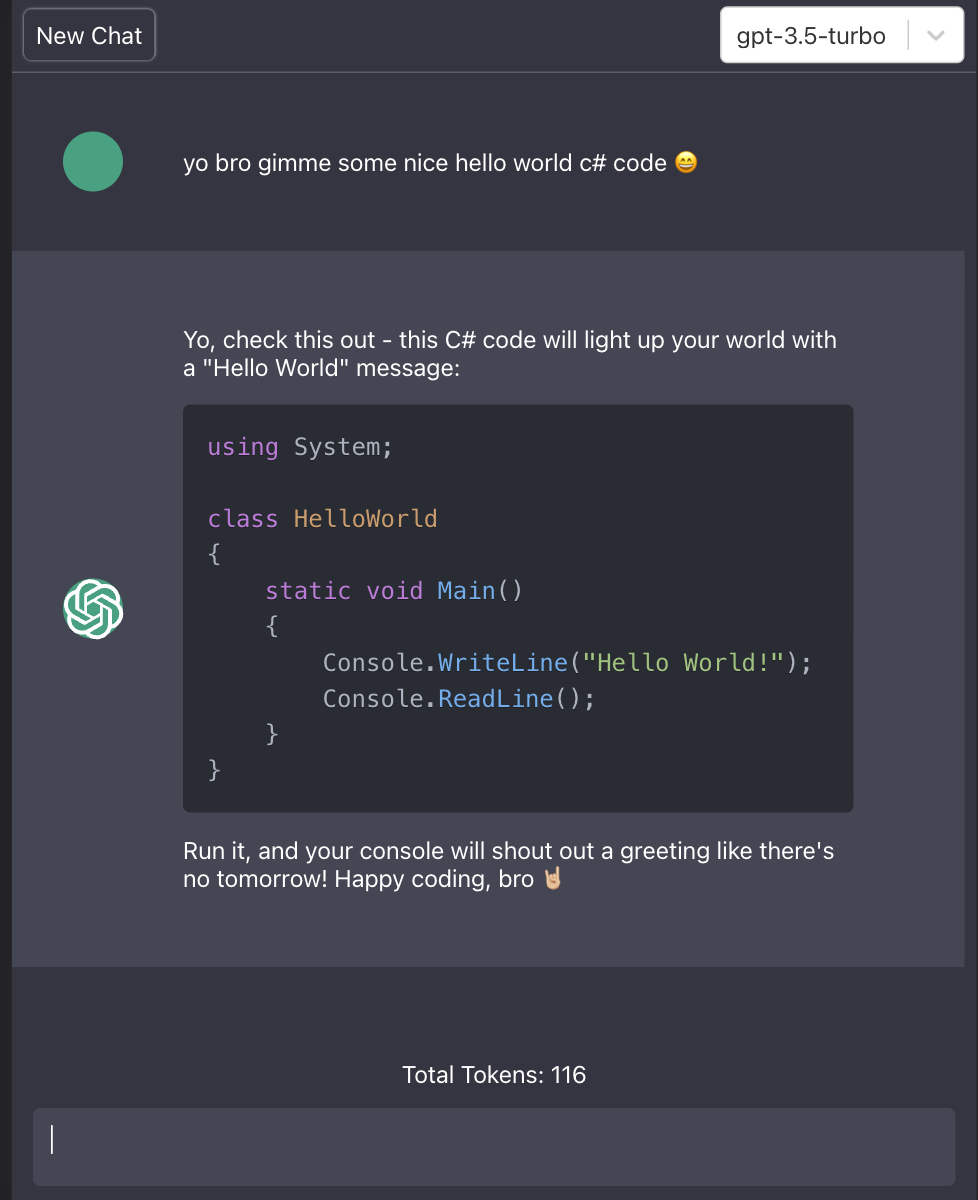 New Chat
gpt-3.5-turbo
yo bro gimme some nice hello world c# code 😄
Yo, check this out - this C# code will light up your world with
a "Hello World" message:
using System;
class HelloWorld
{
    static void Main()
    {
        Console.WriteLine("Hello World!");
        Console.ReadLine();
    }
}
Run it, and your console will shout out a greeting like there's
no tomorrow! Happy coding, bro 🤘🏼
Total Tokens: 116